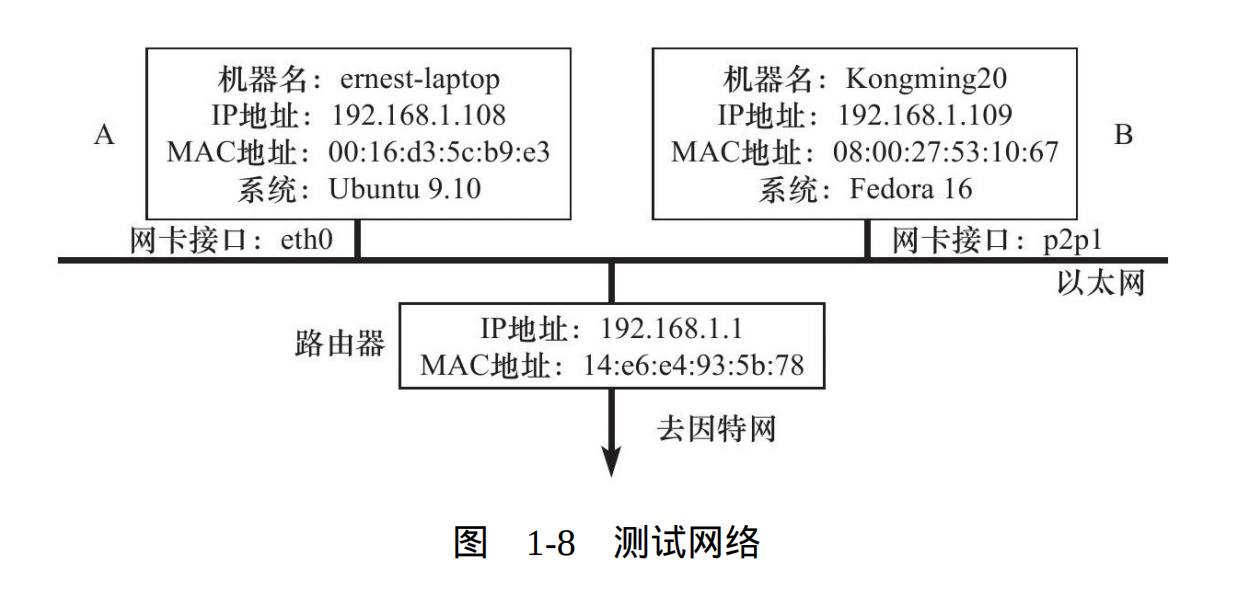 机器名：ernest-laptop
IP地址：192.168.1.108
MAC地址：00:16:d3:5c:b9:e3
系统：Ubuntu 9.10
A
网卡接口：eth0
机器名：Kongming20
IP地址：192.168.1.109
MAC地址：08:00:27:53:10:67
系统：Fedora 16
B
网卡接口：p2p1
以太网
路由器
IP地址：192.168.1.1
MAC地址：14:e6:e4:93:5b:78
去因特网
图 1-8 测试网络